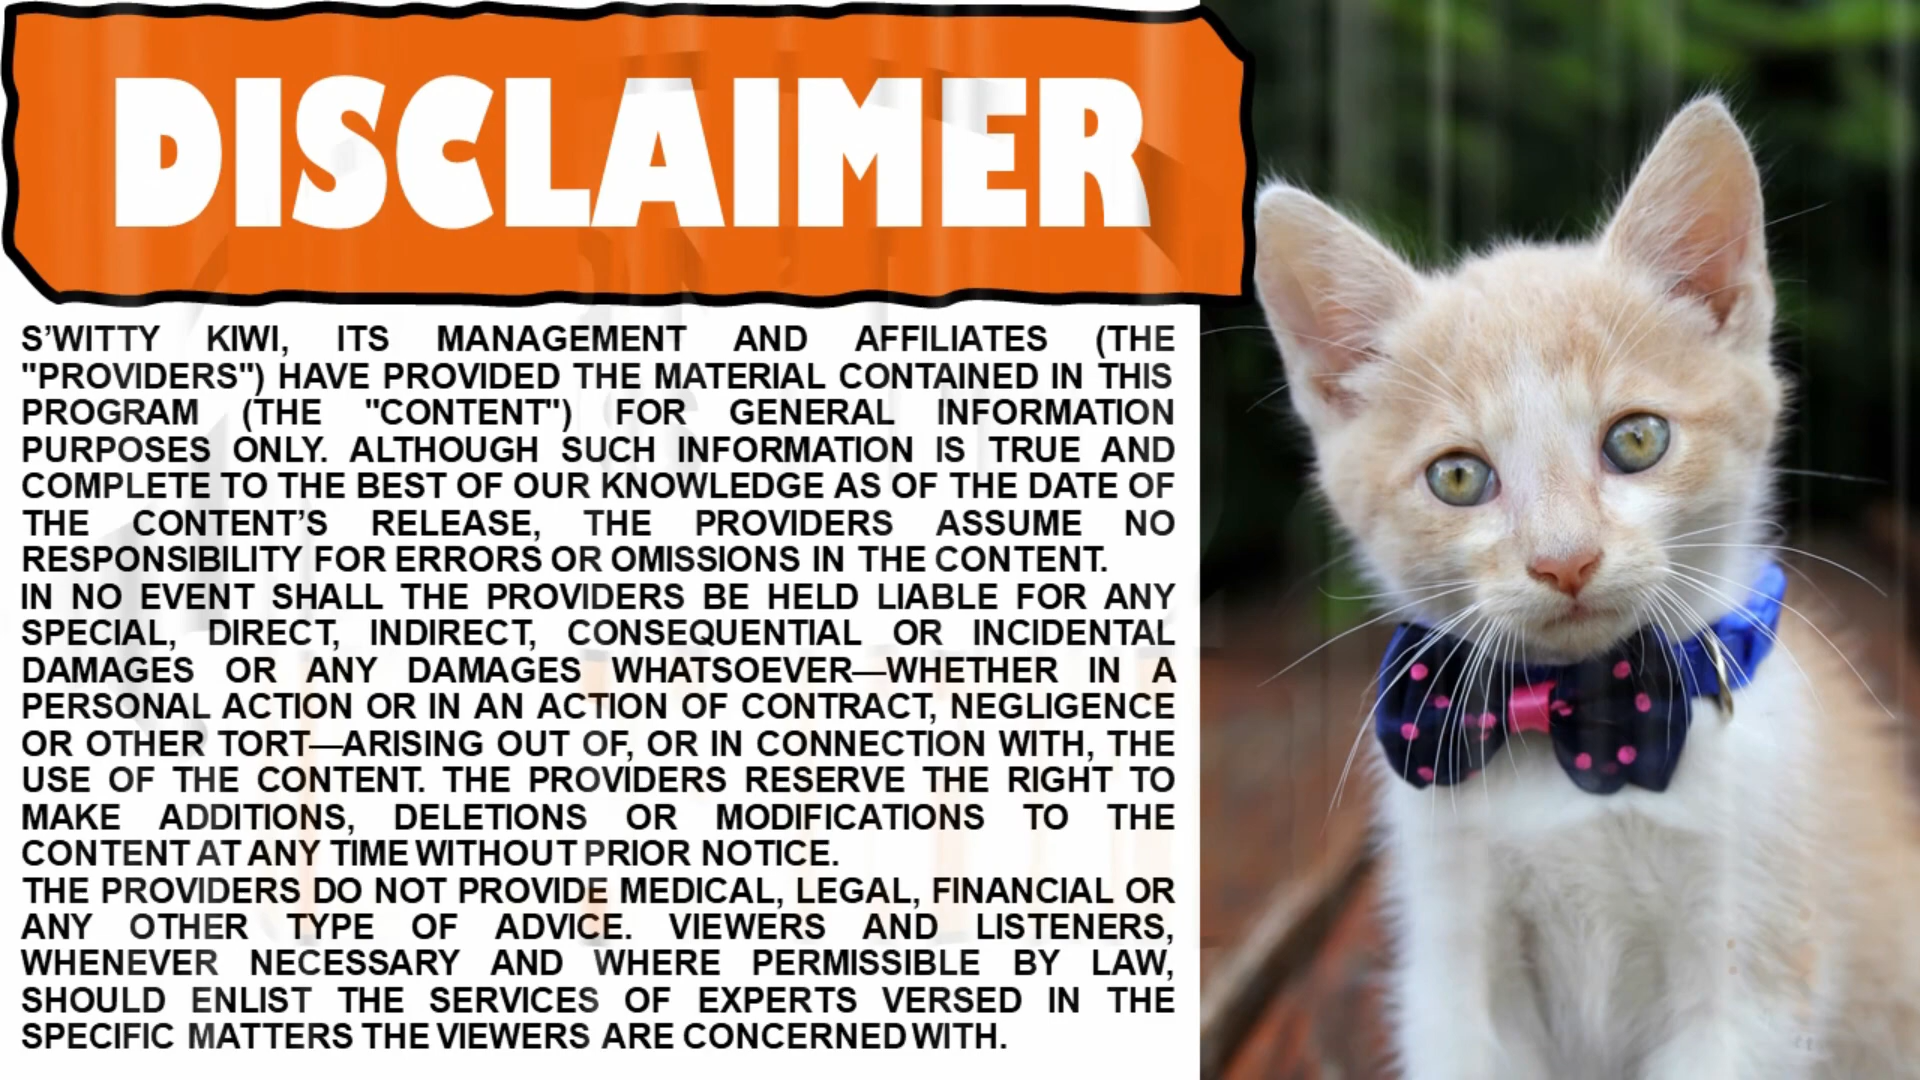 DISCLAIMER
S’WITTY KIWI, ITS MANAGEMENT AND AFFILIATES (THE
"PROVIDERS") HAVE PROVIDED THE MATERIAL CONTAINED IN THIS
PROGRAM (THE "CONTENT") FOR GENERAL INFORMATION
PURPOSES ONLY. ALTHOUGH SUCH INFORMATION IS TRUE AND
COMPLETE TO THE BEST OF OUR KNOWLEDGE AS OF THE DATE OF
THE CONTENT’S RELEASE, THE PROVIDERS ASSUME NO
RESPONSIBILITY FOR ERRORS OR OMISSIONS IN THE CONTENT.
IN NO EVENT SHALL THE PROVIDERS BE HELD LIABLE FOR ANY
SPECIAL, DIRECT, INDIRECT, CONSEQUENTIAL OR INCIDENTAL
DAMAGES OR ANY DAMAGES WHATSOEVER—WHETHER IN A
PERSONAL ACTION OR IN AN ACTION OF CONTRACT, NEGLIGENCE
OR OTHER TORT—ARISING OUT OF, OR IN CONNECTION WITH, THE
USE OF THE CONTENT. THE PROVIDERS RESERVE THE RIGHT TO
MAKE ADDITIONS, DELETIONS OR MODIFICATIONS TO THE
CONTENT AT ANY TIME WITHOUT PRIOR NOTICE.
THE PROVIDERS DO NOT PROVIDE MEDICAL, LEGAL, FINANCIAL OR
ANY OTHER TYPE OF ADVICE. VIEWERS AND LISTENERS,
WHENEVER NECESSARY AND WHERE PERMISSIBLE BY LAW,
SHOULD ENLIST THE SERVICES OF EXPERTS VERSED IN THE
SPECIFIC MATTERS THE VIEWERS ARE CONCERNED WITH.